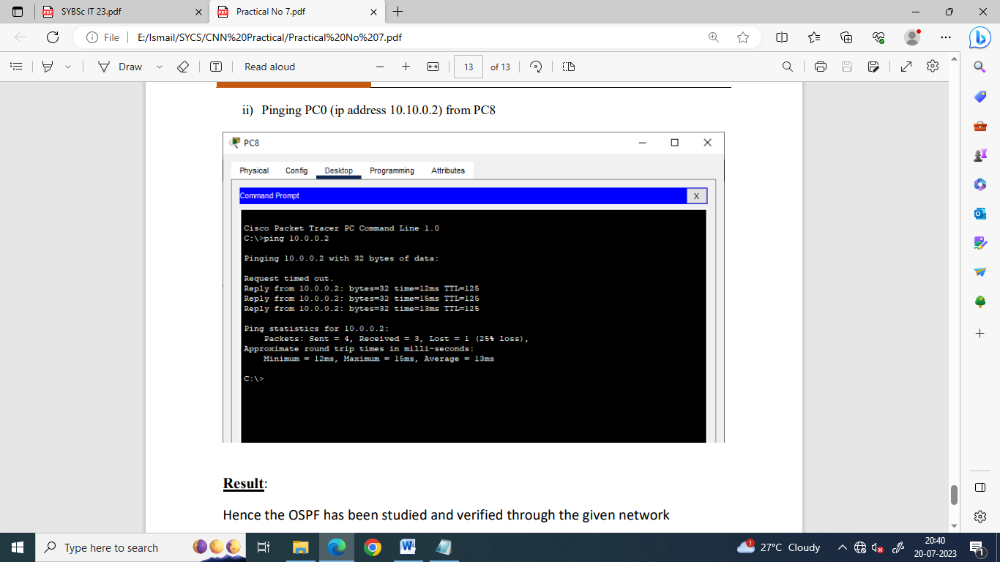 SYBSc IT 23.pdf
Practical No 7.pdf
File
E:/Ismail/SYCS/CNN%20Practical/Practical%20No%207.pdf
Draw
Read aloud
13
of 13
ii) Pinging PC0 (ip address 10.10.0.2) from PC8
PC8
Physical Config Desktop Programming Attributes
Command Prompt
X
Cisco Packet Tracer PC Command Line 1.0
C:\>ping 10.0.0.2
Pinging 10.0.0.2 with 32 bytes of data:
Request timed out.
Reply from 10.0.0.2: bytes=32 time=12ms TTL=125
Reply from 10.0.0.2: bytes=32 time=15ms TTL=125
Reply from 10.0.0.2: bytes=32 time=13ms TTL=125
Ping statistics for 10.0.0.2:
Packets: Sent = 4, Received = 3, Lost = 1 (25% loss),
Approximate round trip times in milli-seconds:
Minimum = 12ms, Maximum = 15ms, Average = 13ms
C:\>
Result:
Hence the OSPF has been studied and verified through the given network
Type here to search
1
27°C Cloudy
20:40
20-07-2023
1